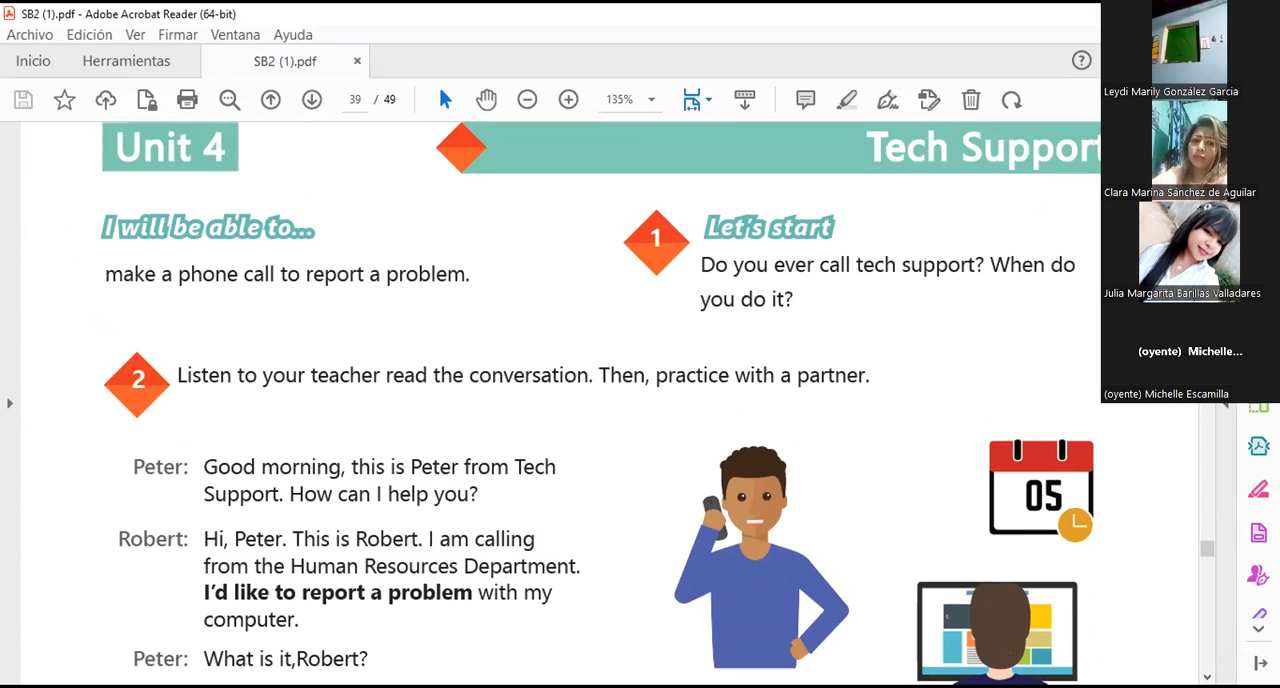 SB2 (1).pdf - Adobe Acrobat Reader (64-bit)
Archivo Edición Ver Firmar Ventana Ayuda
Inicio Herramientas SB2 (1).pdf ×
39 / 49 135%
Unit 4 Tech Support
I will be able to...
make a phone call to report a problem.
1 Let's start
Do you ever call tech support? When do
you do it?
2 Listen to your teacher read the conversation. Then, practice with a partner.
Peter: Good morning, this is Peter from Tech
Support. How can I help you?
Robert: Hi, Peter. This is Robert. I am calling
from the Human Resources Department.
I'd like to report a problem with my
computer.
Peter: What is it,Robert?
05
Leydi Marily González Garcia
Clara Marina Sánchez de Aguilar
Julia Margarita Barillas Valladares
(oyente) Michelle...
(oyente) Michelle Escamilla